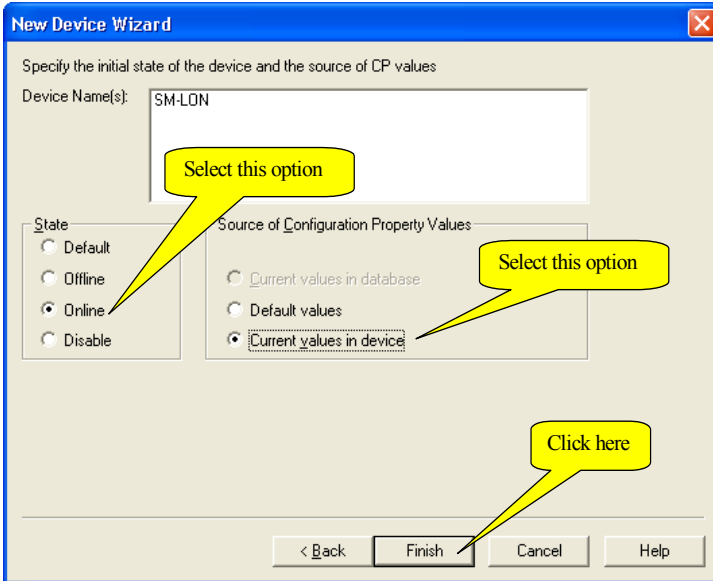 New Device Wizard
Specify the initial state of the device and the source of CP values
Device Name(s):
SM-LON
Select this option
State
Default
Offline
Online
Disable
Source of Configuration Property Values
Current values in database
Default values
Current values in device
Select this option
Click here
< Back
Finish
Cancel
Help